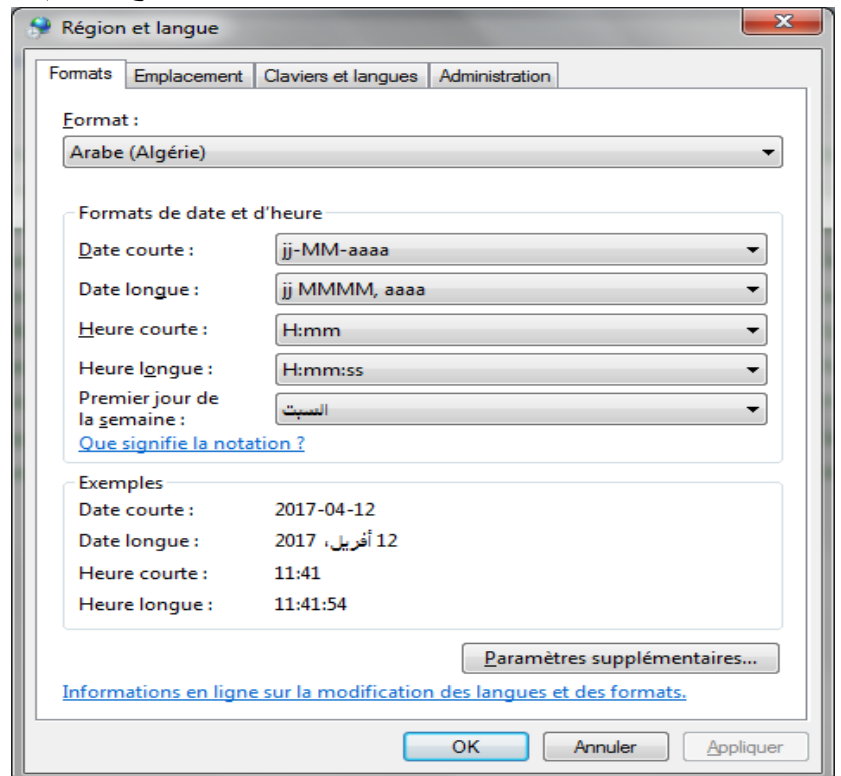 Région et langue
Formats Emplacement Claviers et langues Administration
Format :
Arabe (Algérie)
Formats de date et d'heure
Date courte : jj-MM-aaaa
Date longue : jj MMMM, aaaa
Heure courte : H:mm
Heure longue : H:mm:ss
Premier jour de
la semaine : السبت
Que signifie la notation ?
Exemples
Date courte : 2017-04-12
Date longue : 12 أفريل، 2017
Heure courte : 11:41
Heure longue : 11:41:54
Paramètres supplémentaires...
Informations en ligne sur la modification des langues et des formats.
OK Annuler Appliquer